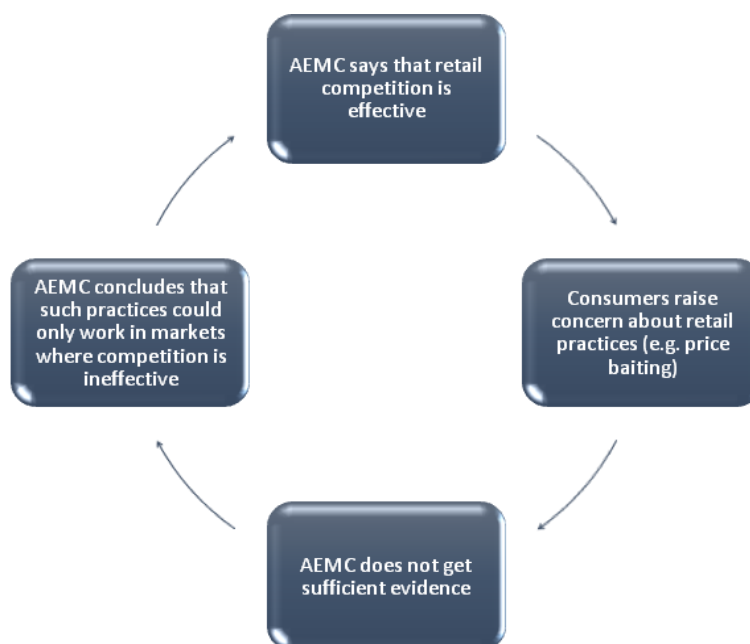 AEMC says that retail
competition is
effective
Consumers raise
concern about retail
practices (e.g. price
baiting)
AEMC does not get
sufficient evidence
AEMC concludes that
such practices could
only work in markets
where competition is
ineffective